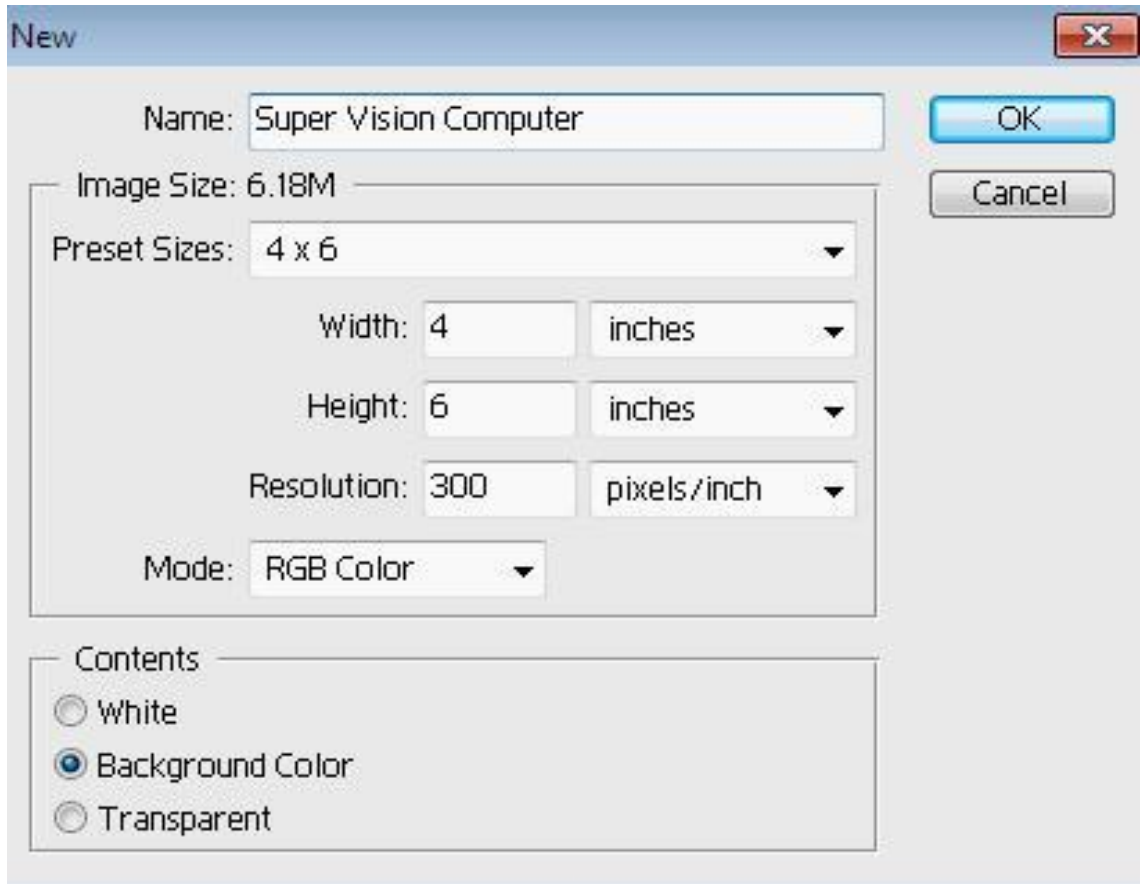 New
Name: Super Vision Computer
OK
Image Size: 6.18M
Cancel
Preset Sizes: 4 x 6
Width: 4 inches
Height: 6 inches
Resolution: 300 pixels/inch
Mode: RGB Color
Contents
White
Background Color
Transparent